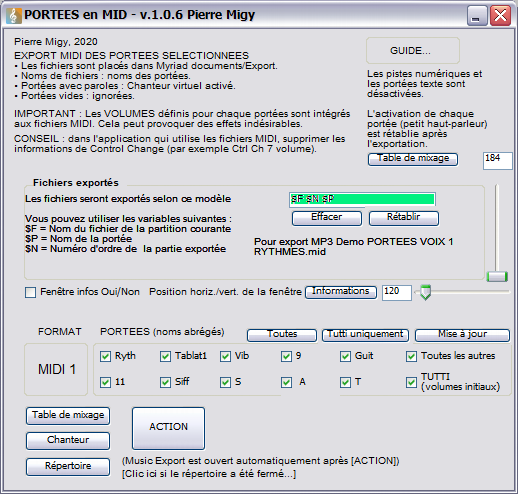 PORTEES en MID - v.1.0.6 Pierre Migy
Pierre Migy, 2020
EXPORT MIDI DES PORTEES SELECTIONNEES
• Les fichiers sont placés dans Myriad documents/Export.
• Noms de fichiers : noms des portées.
• Portées avec paroles : Chanteur virtuel activé.
• Portées vides : ignorées.
IMPORTANT : Les VOLUMES définis pour chaque portées sont intégrés
aux fichiers MIDI. Cela peut provoquer des effets indésirables.
CONSEIL : dans l'application qui utilise les fichiers MIDI, supprimer les
informations de Control Change (par exemple Ctrl Ch 7 volume).
GUIDE...
Les pistes numériques et
les portées texte sont
désactivées.
L'activation de chaque
portée (petit haut-parleur)
est rétablie après
l'exportation.
Table de mixage
184
Fichiers exportés
Les fichiers seront exportés selon ce modèle
$F $N $P
Effacer
Rétablir
Vous pouvez utiliser les variables suivantes :
$F = Nom du fichier de la partition courante
$P = Nom de la portée
$N = Numéro d'ordre de la partie exportée
Pour export MP3 Demo PORTEES VOIX 1
RYTHMES.mid
Fenêtre infos Oui/Non
Position horiz./vert. de la fenêtre
Informations
120
FORMAT
PORTEES (noms abrégés)
Toutes
Tutti uniquement
Mise à jour
MIDI 1
Ryth
Tablat1
Vib
9
Guit
Toutes les autres
11
Siff
S
A
T
TUTTI
(volumes initiaux)
Table de mixage
Chanteur
Répertoire
ACTION
(Music Export est ouvert automatiquement après [ACTION])
[Clic ici si le répertoire a été fermé...]